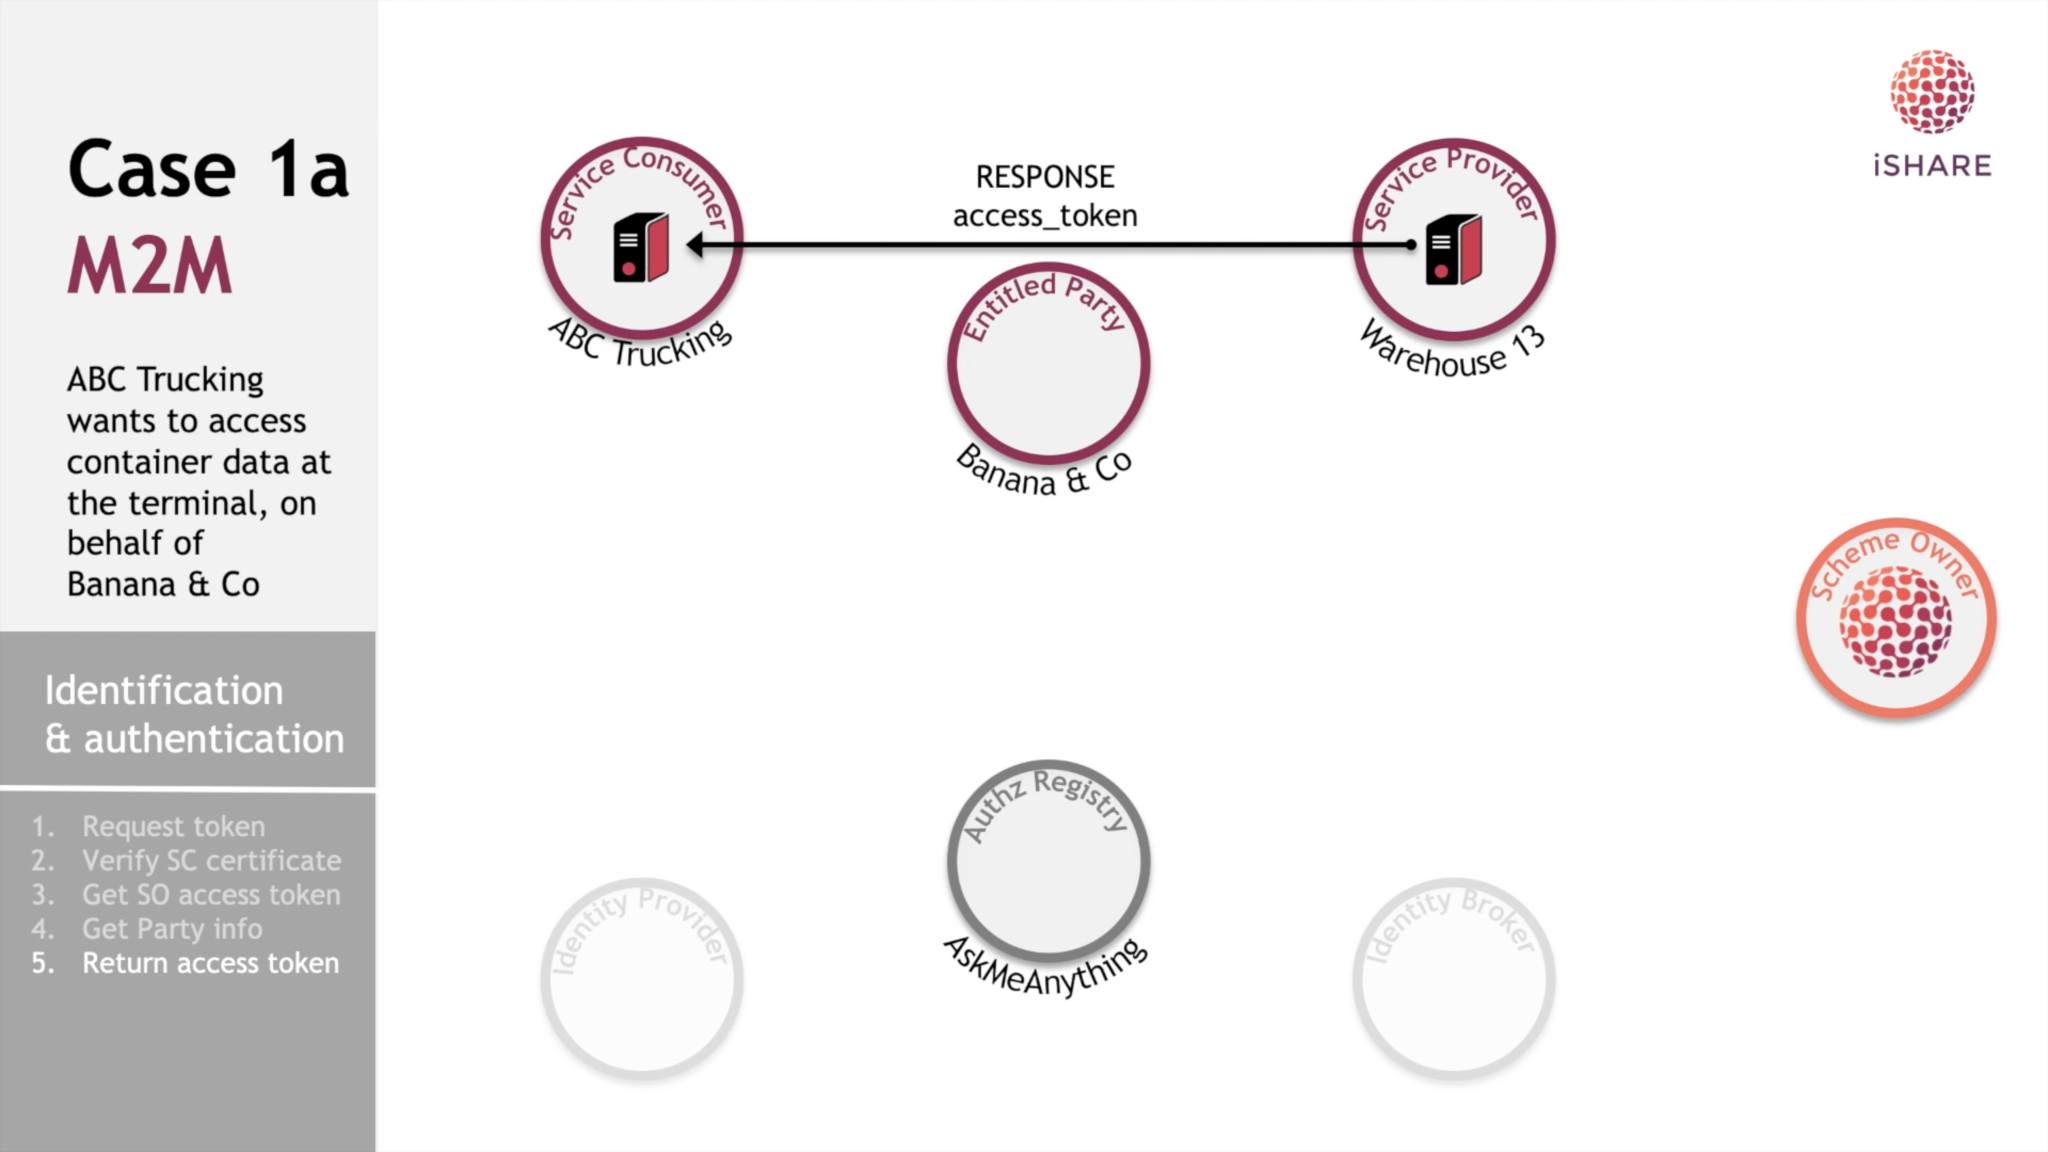 Case 1a
M2M
ABC Trucking
wants to access
container data at
the terminal, on
behalf of
Banana & Co
Identification
& authentication
1. Request token
2. Verify SC certificate
3. Get SO access token
4. Get Party info
5. Return access token
Service Consumer
ABC Trucking
RESPONSE
access_token
Entitled Party
Banana & Co
Service Provider
Warehouse 13
iSHARE
Scheme Owner
Authz Registry
AskMeAnything
Identity Provider
Identity Broker